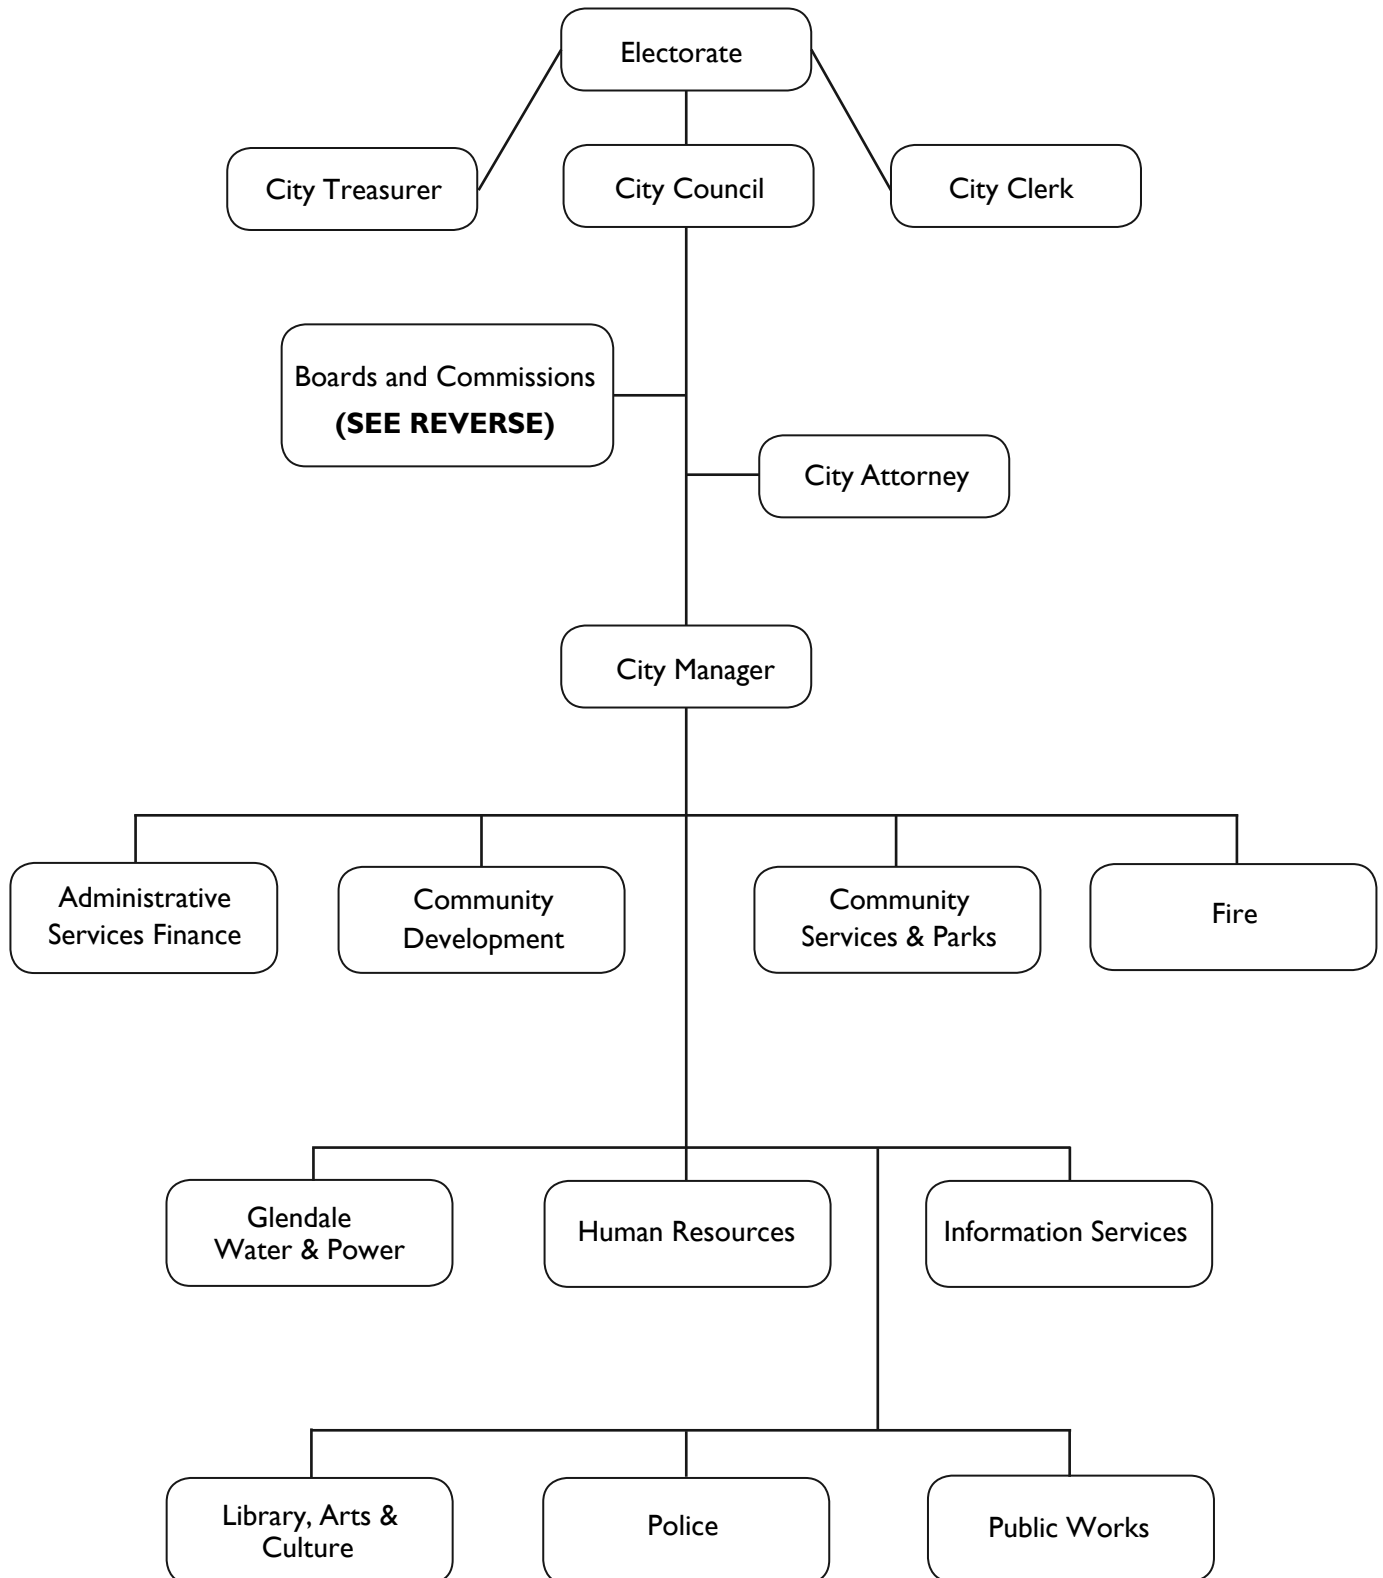 Electorate
City Treasurer
City Council
City Clerk
Boards and Commissions
(SEE REVERSE)
City Attorney
City Manager
Administrative
Services Finance
Community
Development
Community
Services & Parks
Fire
Glendale
Water & Power
Human Resources
Information Services
Library, Arts &
Culture
Police
Public Works